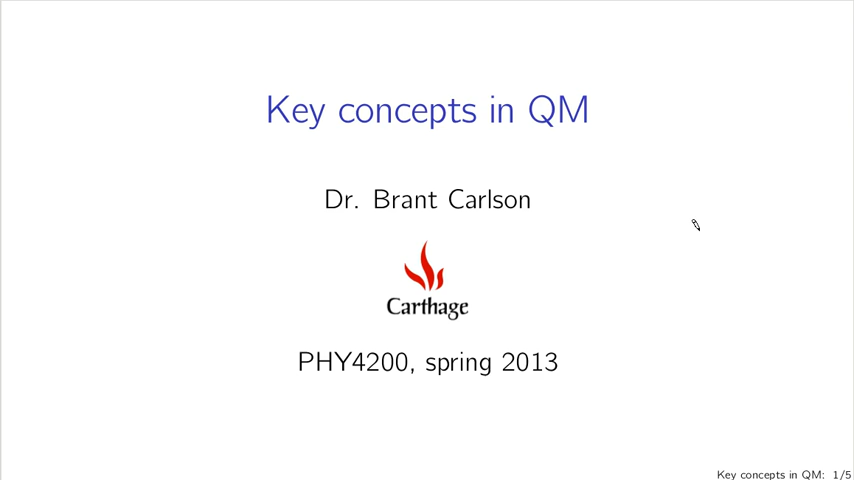 Key concepts in QM
Dr. Brant Carlson
Carthage
PHY4200, spring 2013
Key concepts in QM: 1/5